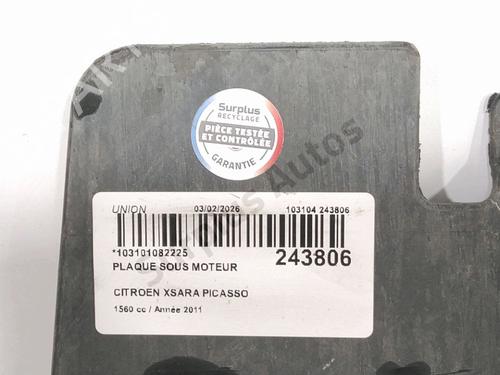 Surplus
RECYCLAGE
PIÈCE TESTÉE
ET CONTRÔLÉE
GARANTIE
UNION 03/02/2026 103104 243806
*103101082225 243806
PLAQUE SOUS MOTEUR
CITROEN XSARA PICASSO
1560 cc / Année 2011